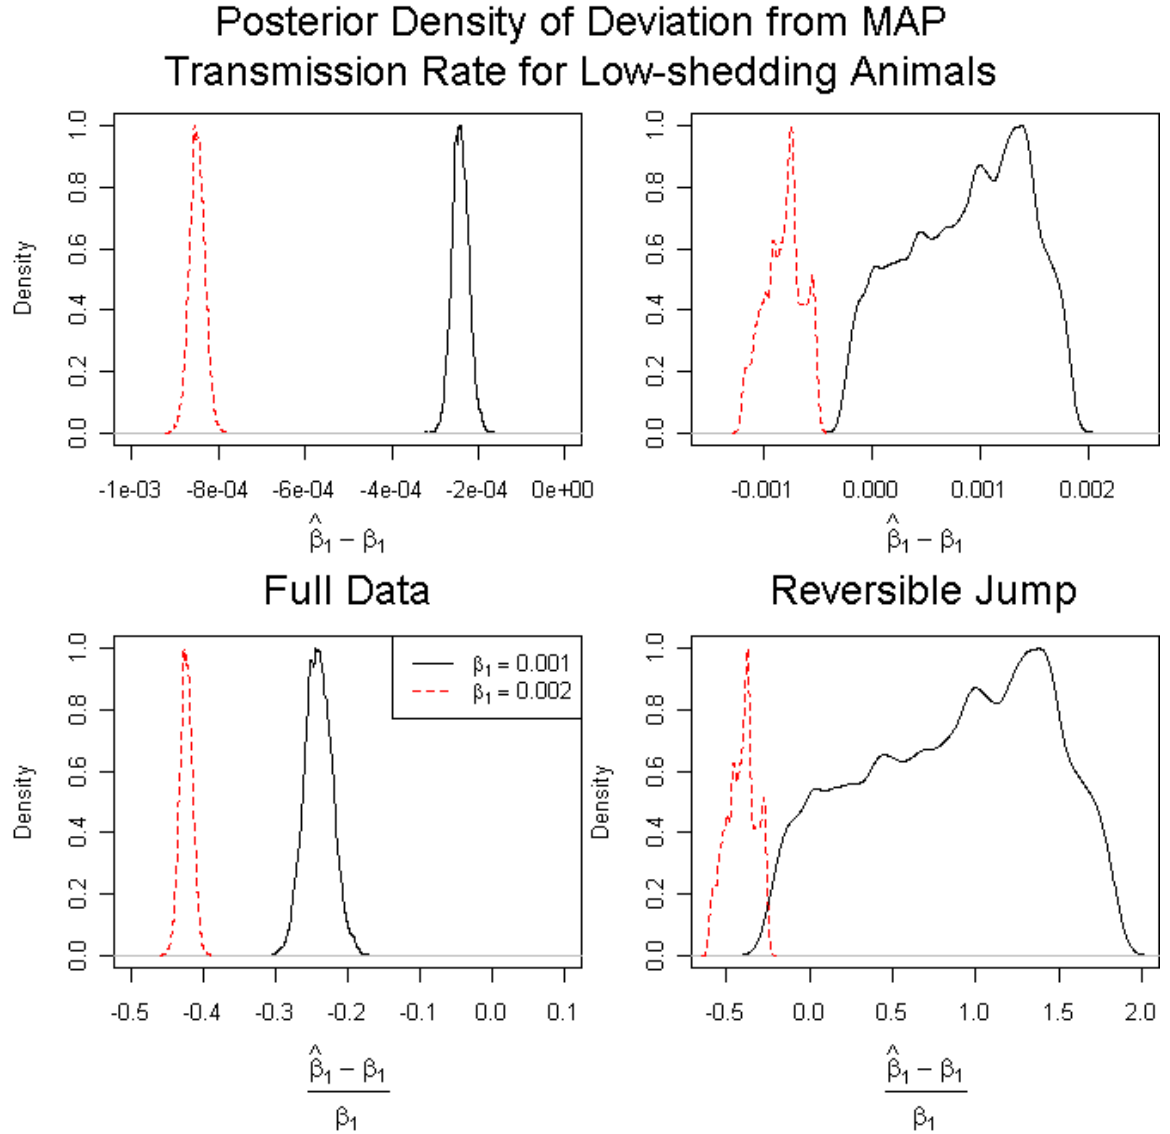 Posterior Density of Deviation from MAP
Transmission Rate for Low-shedding Animals
Density
0.0 0.2 0.4 0.6 0.8 1.0
-1e-03 -8e-04 -6e-04 -4e-04 -2e-04 0e+00
β̂₁ − β₁
0.0 0.2 0.4 0.6 0.8 1.0
-0.001 0.000 0.001 0.002
β̂₁ − β₁
Full Data
Density
0.0 0.2 0.4 0.6 0.8 1.0
β₁ = 0.001
β₁ = 0.002
-0.5 -0.4 -0.3 -0.2 -0.1 0.0 0.1
β̂₁ − β₁
β₁
Reversible Jump
Density
0.0 0.2 0.4 0.6 0.8 1.0
-0.5 0.0 0.5 1.0 1.5 2.0
β̂₁ − β₁
β₁